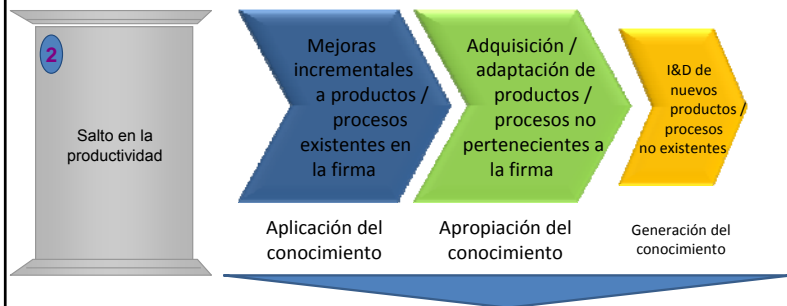 2
Salto en la
productividad
Mejoras
incrementales
a productos /
procesos
existentes en
la firma
Adquisición /
adaptación de
productos /
procesos no
pertenecientes a
la firma
I&D de
nuevos
productos /
procesos
no existentes
Aplicación del
conocimiento
Apropiación del
conocimiento
Generación del
conocimiento